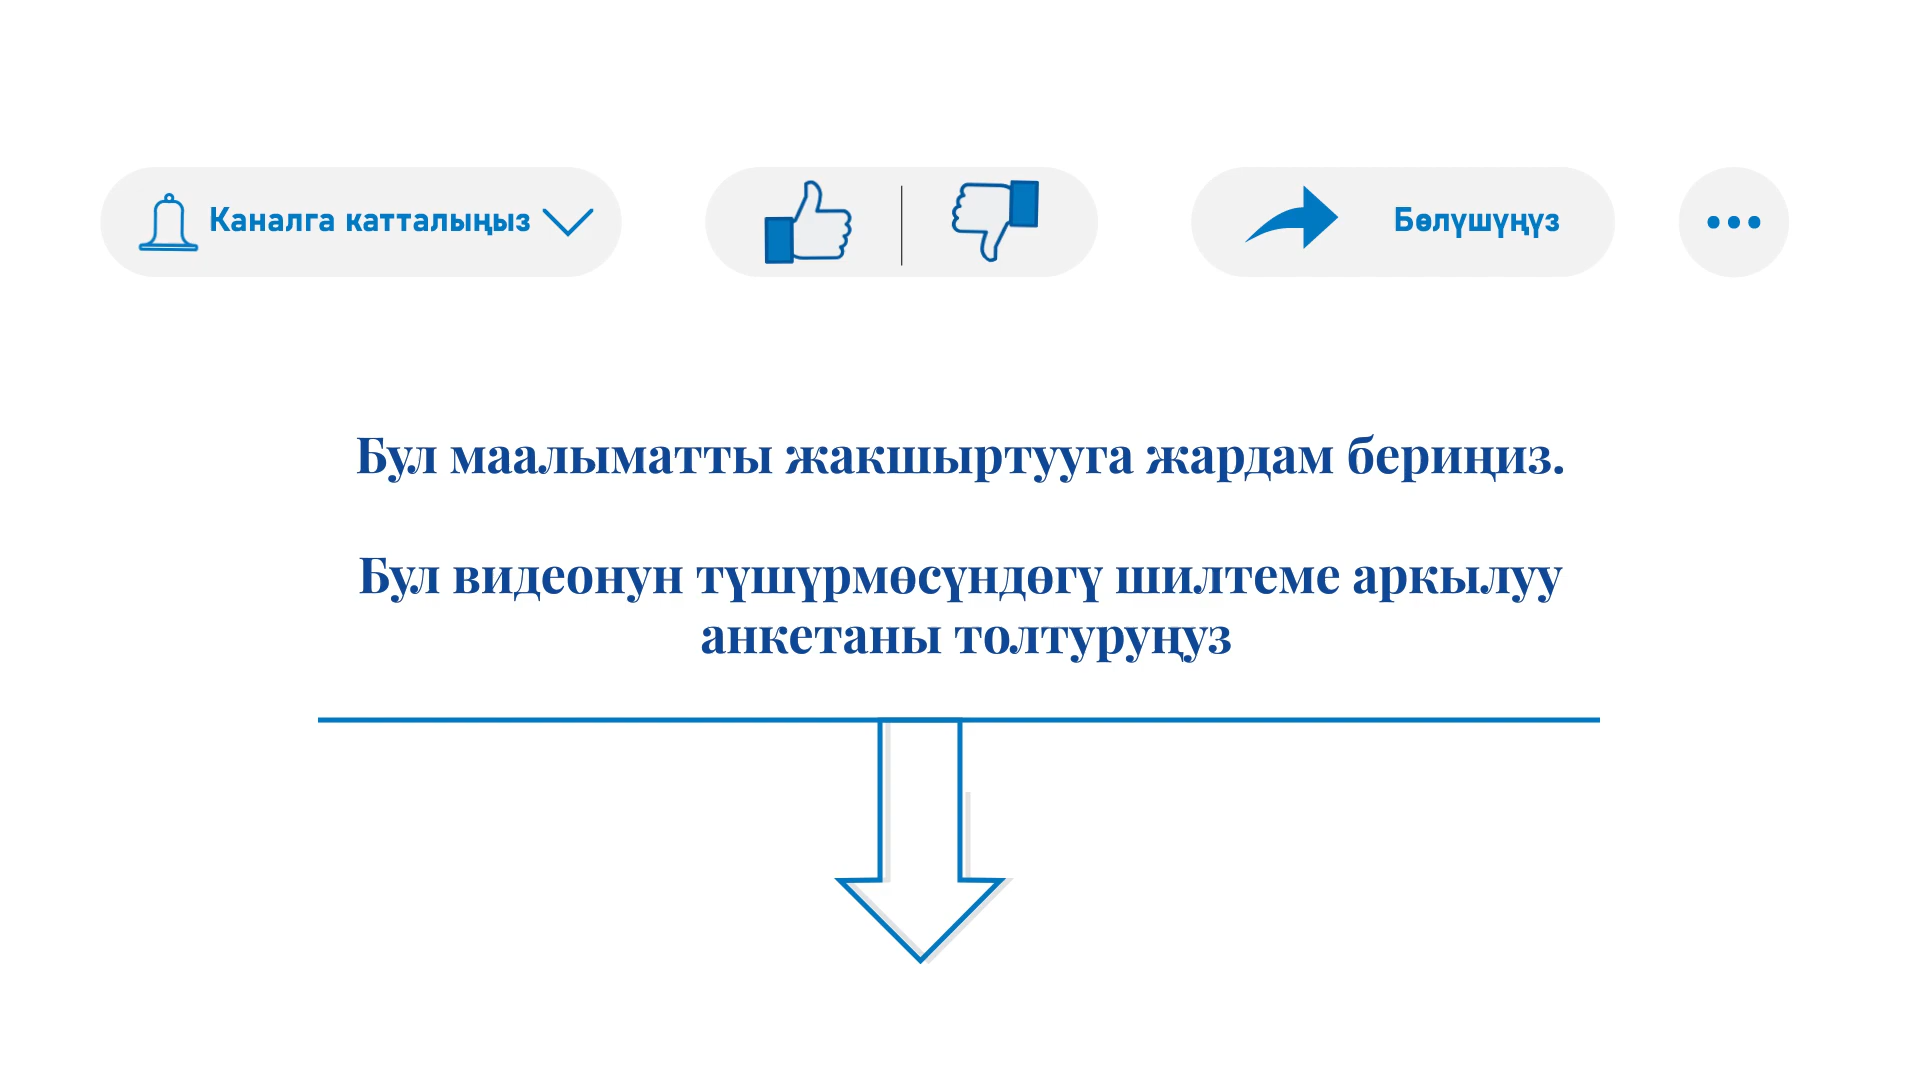 Каналга катталыңыз
Бөлүшүңүз
Бул маалыматты жакшыртууга жардам бериңиз.
Бул видеонун түшүрмөсүндөгү шилтеме аркылуу
анкетаны толтуруңуз